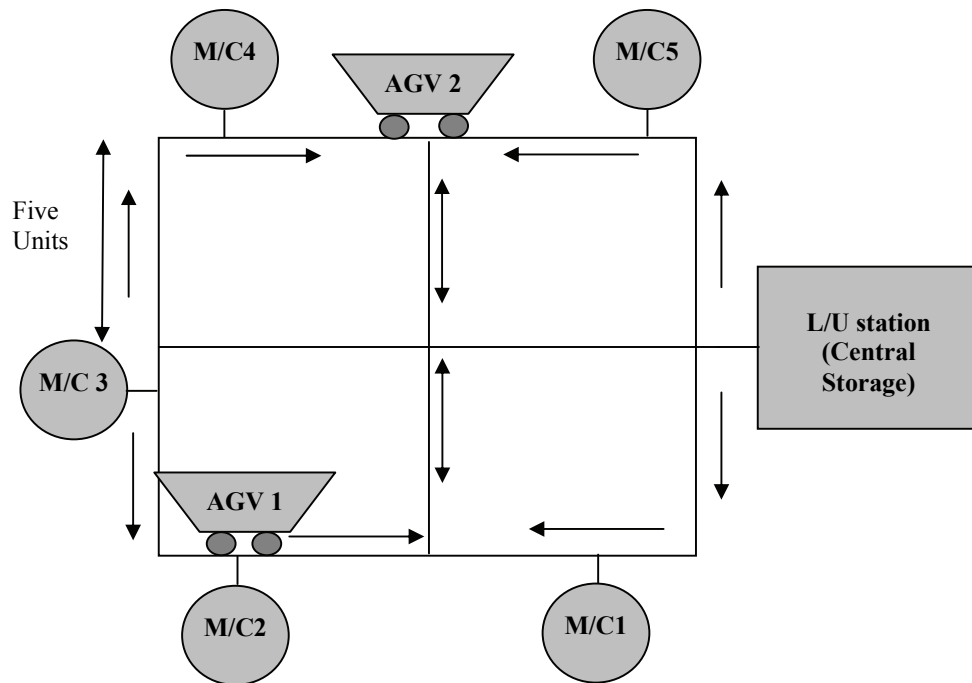 M/C4
AGV 2
M/C5
Five
Units
L/U station
(Central
Storage)
M/C 3
AGV 1
M/C2
M/C1